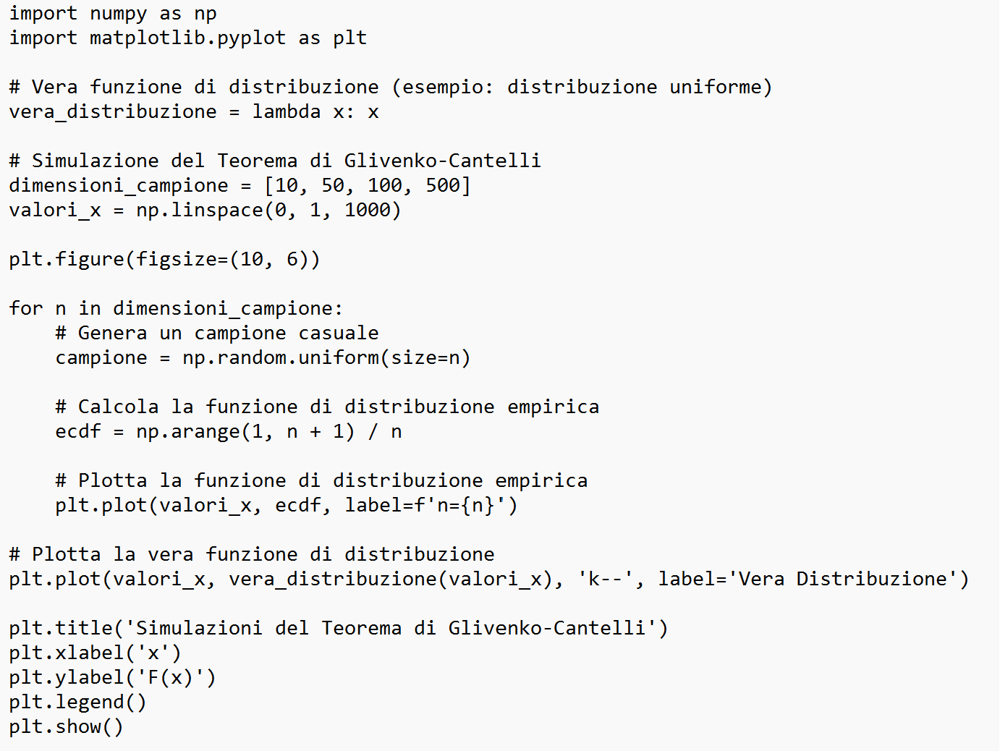 import numpy as np
import matplotlib.pyplot as plt

# Vera funzione di distribuzione (esempio: distribuzione uniforme)
vera_distribuzione = lambda x: x

# Simulazione del Teorema di Glivenko-Cantelli
dimensioni_campione = [10, 50, 100, 500]
valori_x = np.linspace(0, 1, 1000)

plt.figure(figsize=(10, 6))

for n in dimensioni_campione:
    # Genera un campione casuale
    campione = np.random.uniform(size=n)

    # Calcola la funzione di distribuzione empirica
    ecdf = np.arange(1, n + 1) / n

    # Plotta la funzione di distribuzione empirica
    plt.plot(valori_x, ecdf, label=f'n={n}')

# Plotta la vera funzione di distribuzione
plt.plot(valori_x, vera_distribuzione(valori_x), 'k--', label='Vera Distribuzione')

plt.title('Simulazioni del Teorema di Glivenko-Cantelli')
plt.xlabel('x')
plt.ylabel('F(x)')
plt.legend()
plt.show()